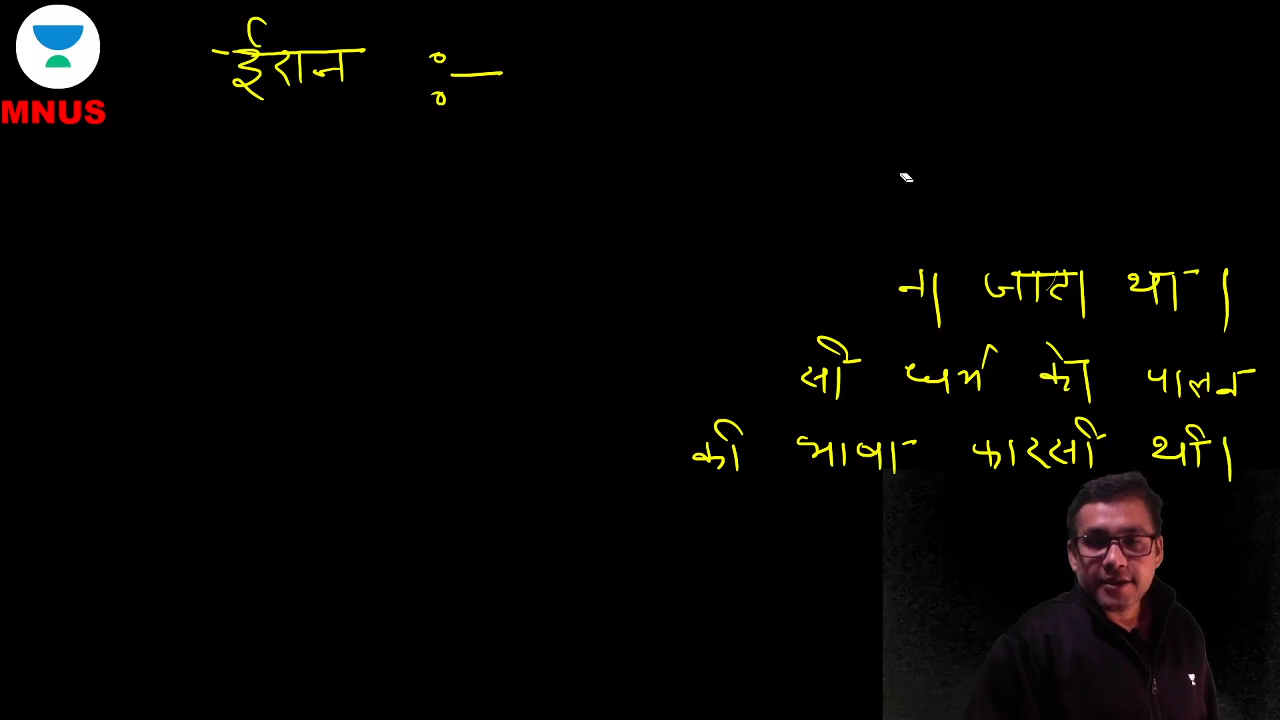 MNUS
ईरान :—
ना जाता था।
सी धर्म को पालन
की भाषा फारसी थी।